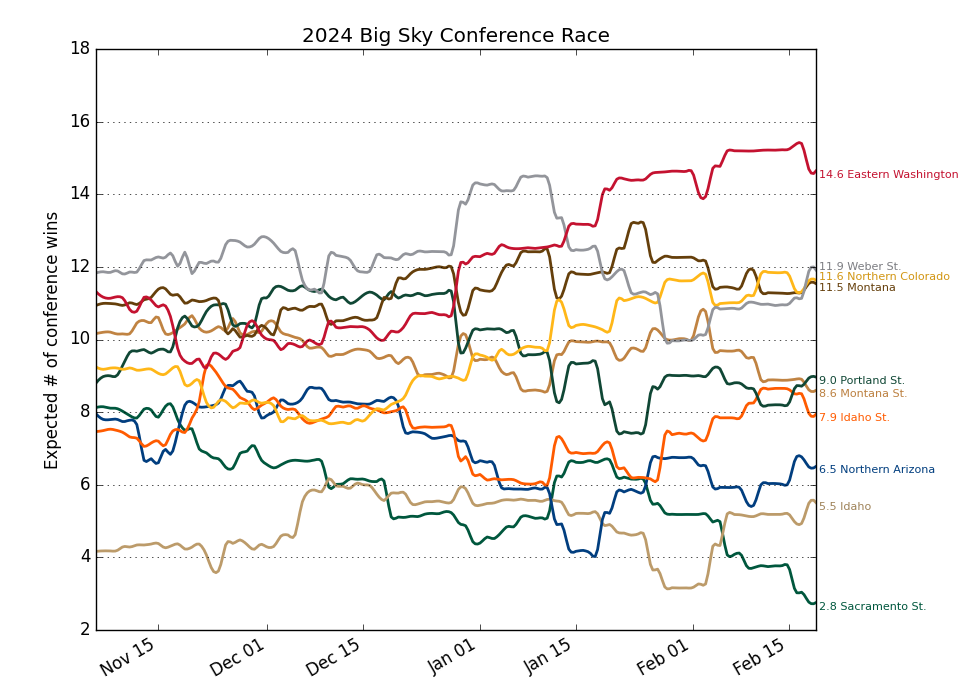 2024 Big Sky Conference Race
Expected # of conference wins
18
16
14
12
10
8
6
4
2
14.6 Eastern Washington
11.9 Weber St.
11.6 Northern Colorado
11.5 Montana
9.0 Portland St.
8.6 Montana St.
7.9 Idaho St.
6.5 Northern Arizona
5.5 Idaho
2.8 Sacramento St.
Nov 15
Dec 01
Dec 15
Jan 01
Jan 15
Feb 01
Feb 15